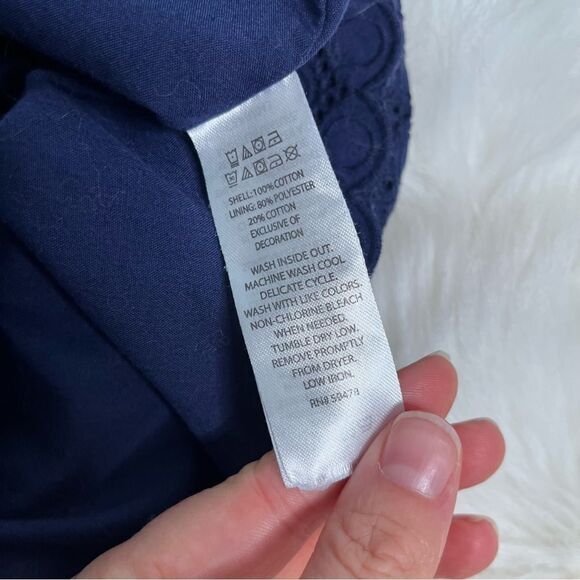 SHELL: 100% COTTON
LINING: 80% POLYESTER
20% COTTON
EXCLUSIVE OF
DECORATION
WASH INSIDE OUT.
MACHINE WASH COOL
DELICATE CYCLE.
WASH WITH LIKE COLORS.
NON-CHLORINE BLEACH
WHEN NEEDED.
TUMBLE DRY LOW.
REMOVE PROMPTLY
FROM DRYER.
LOW IRON.
RN# 59478